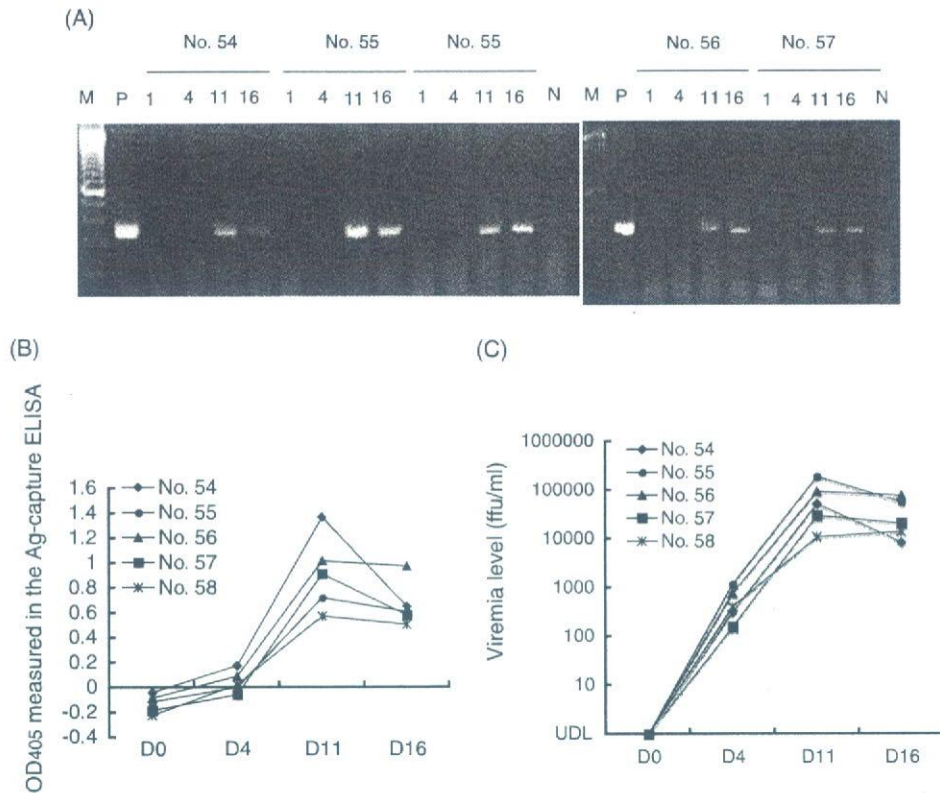 (A)
No. 54 No. 55 No. 55 No. 56 No. 57
M P 1 4 11 16 1 4 11 16 1 4 11 16 N M P 1 4 11 16 1 4 11 16 N
(B)
OD405 measured in the Ag-capture ELISA
1.6
1.4
1.2
1
0.8
0.6
0.4
0.2
0
-0.2
-0.4
No. 54
No. 55
No. 56
No. 57
No. 58
D0 D4 D11 D16
(C)
Viremia level (ffu/ml)
1000000
100000
10000
1000
100
10
UDL
No. 54
No. 55
No. 56
No. 57
No. 58
D0 D4 D11 D16